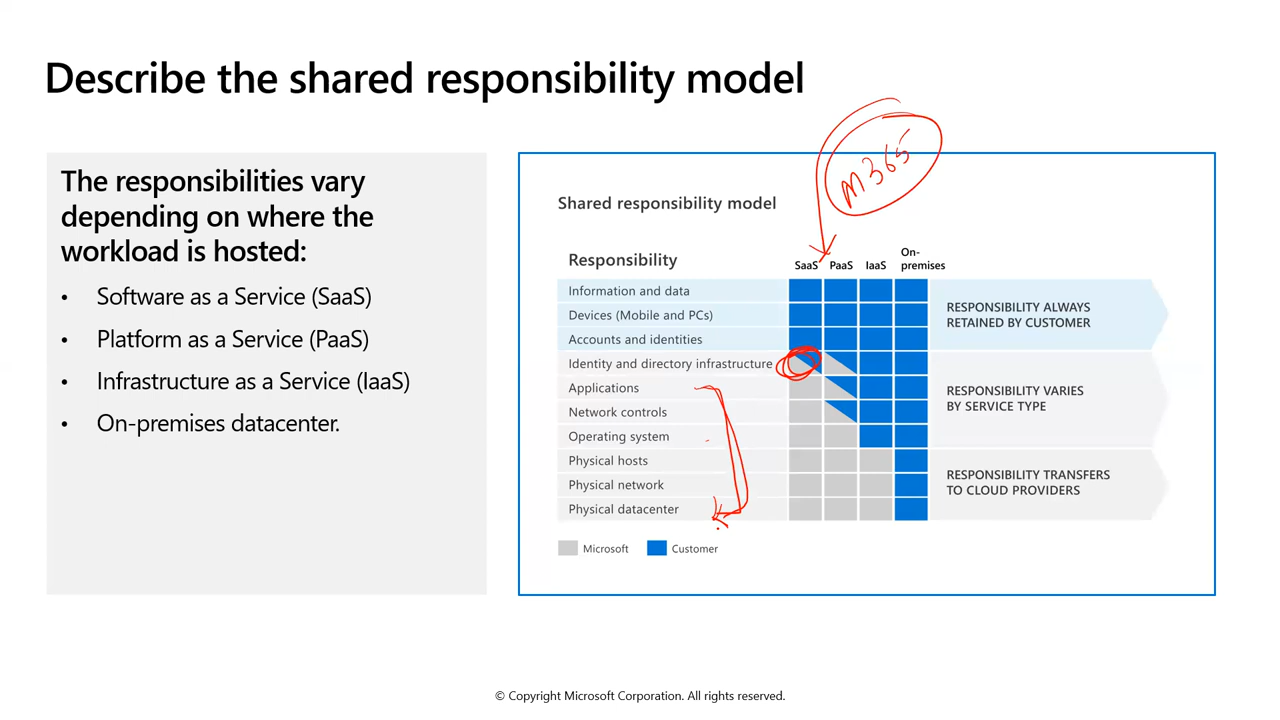 Describe the shared responsibility model
The responsibilities vary
depending on where the
workload is hosted:
• Software as a Service (SaaS)
• Platform as a Service (PaaS)
• Infrastructure as a Service (IaaS)
• On-premises datacenter.
M365
Shared responsibility model
Responsibility SaaS PaaS IaaS On-
premises
Information and data
Devices (Mobile and PCs)
Accounts and identities
RESPONSIBILITY ALWAYS
RETAINED BY CUSTOMER
Identity and directory infrastructure
Applications
Network controls
Operating system
RESPONSIBILITY VARIES
BY SERVICE TYPE
Physical hosts
Physical network
Physical datacenter
RESPONSIBILITY TRANSFERS
TO CLOUD PROVIDERS
Microsoft Customer
© Copyright Microsoft Corporation. All rights reserved.